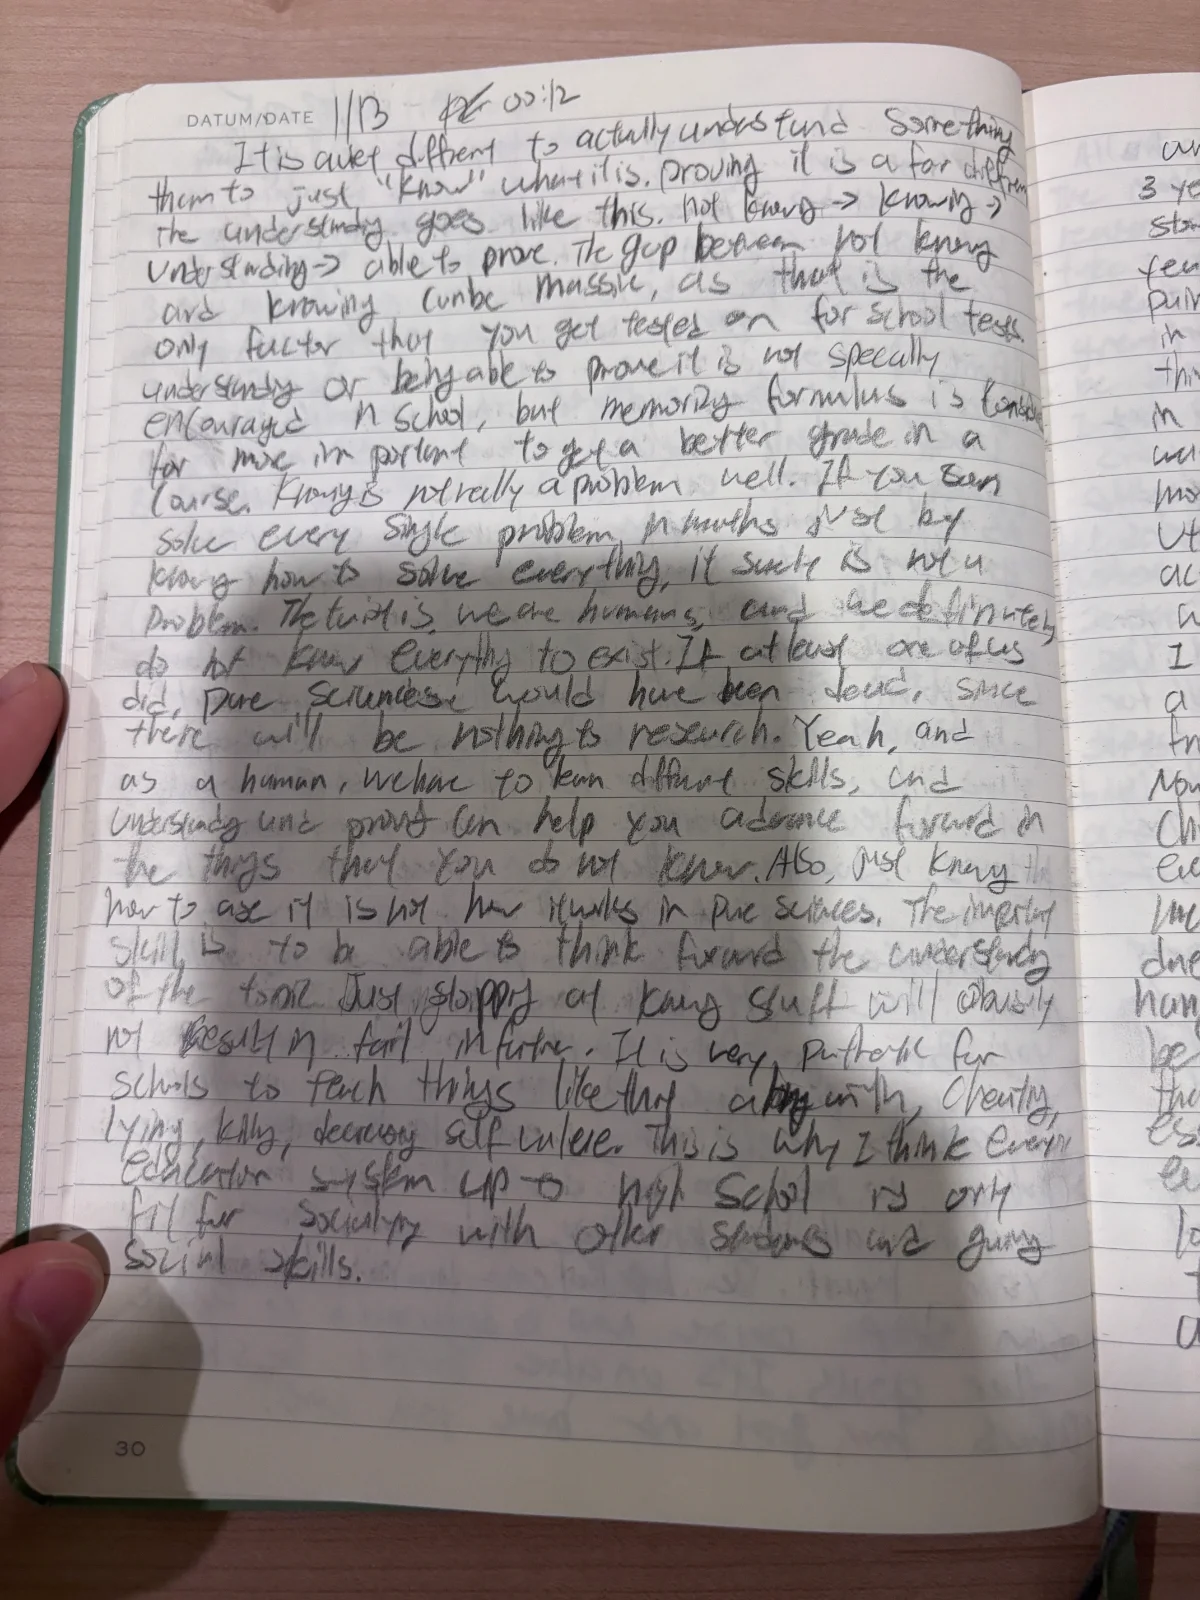 DATUM/DATE 1/13 00:12
It is quiet diffrent to actually understand something
them to just "know" what it is. proving it is a far different
The understanding goes like this. not knowing → knowing →
understanding → able to prove. The gap between not knowing
and knowing can be massive, as that is the
only factor that you get tested on for school tests.
understanding or being able to prove it is not specally
encouraged in school, but memorizing formulas is
far more important to get a better grade in a
course. Knowing is not really a problem well. If you can
solve every single problem in maths just by
knowing how to solve everything, it surely is not a
problem. The twist is we are humans, and we definitely
do not know everything to exist. If at least one of us
did, pure sciences would have been dead, since
there will be nothing to research. Yeah, and
as a human, we have to learn diffrent skills, and
understanding and proving can help you advance forward in
the things that you do not know. Also, just knowing the
how to use it is not how it works in pure sciences. The important
skill is to be able to think forward the understanding
of the topic. Just stopping at knowing stuff will obviously
not result in fail in future. It is very pathetic for
schools to teach things like that along with, cheating,
lying, killing, decreasing self value. This is why I think every
education system up to high school is only
fit for socializing with other students and gaining
social skills.
30